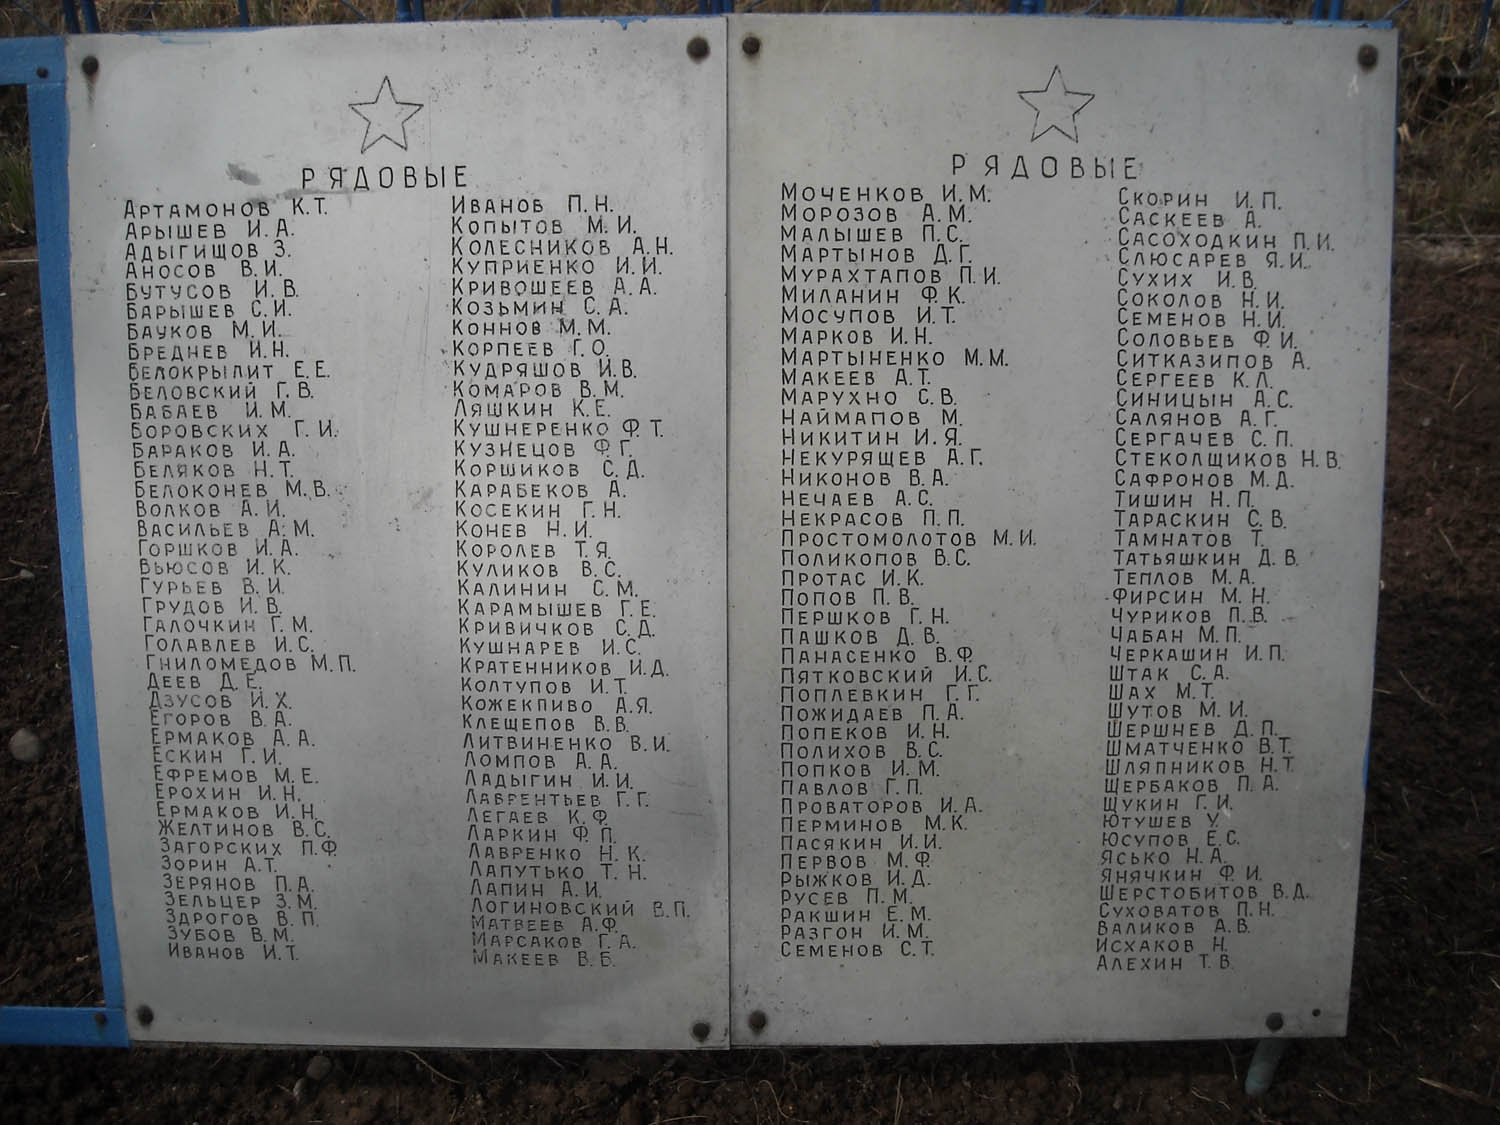 РЯДОВЫЕ
АРТАМОНОВ К.Т.
АРЫШЕВ И.А.
АДЫГИЩОВ З.
АНОСОВ В.И.
БУТУСОВ И.В.
БАРЫШЕВ С.И.
БАУКОВ М.И.
БРЕДНЕВ И.Н.
БЕЛОКРЫЛИТ Е.Е.
БЕЛОВСКИЙ Г.В.
БАБАЕВ И.М.
БОРОВСКИХ Г.И.
БАРАКОВ И.А.
БЕЛЯКОВ Н.Т.
БЕЛОКОНЕВ М.В.
ВОЛКОВ А.И.
ВАСИЛЬЕВ А.М.
ГОРШКОВ И.А.
ВЬЮСОВ И.К.
ГУРЬЕВ В.И.
ГРУДОВ И.В.
ГАЛОЧКИН Г.М.
ГОЛАВЛЕВ И.С.
ГНИЛОМЕДОВ М.П.
ДЕЕВ Д.Е.
ДЗУСОВ И.Х.
ЕГОРОВ В.А.
ЕРМАКОВ А.А.
ЕСКИН Г.И.
ЕФРЕМОВ М.Е.
ЕРОХИН И.Н.
ЕРМАКОВ И.Н.
ЖЕЛТИНОВ В.С.
ЗАГОРСКИХ П.Ф
ЗОРИН А.Т.
ЗЕРЯНОВ П.А.
ЗЕЛЬЦЕР З.М.
ЗДРОГОВ В.П.
ЗУБОВ В.М.
ИВАНОВ И.Т.
ИВАНОВ П.Н.
КОПЫТОВ М.И.
КОЛЕСНИКОВ А.Н.
КУПРИЕНКО И.И.
КРИВОШЕЕВ А.А.
КОЗЬМИН С.А.
КОННОВ М.М.
КОРПЕЕВ Г.О.
КУДРЯШОВ И.В.
КОМАРОВ В.М.
ЛЯШКИН К.Е.
КУШНЕРЕНКО Ф.Т.
КУЗНЕЦОВ Ф.Г.
КОРШИКОВ С.Д.
КАРАБЕКОВ А.
КОСЕКИН Г.Н.
КОНЕВ Н.И.
КОРОЛЕВ Т.Я.
КУЛИКОВ В.С.
КАЛИНИН С.М.
КАРАМЫШЕВ Г.Е.
КРИВИЧКОВ С.Д.
КУШНАРЕВ И.С.
КРАТЕННИКОВ И.Д.
КОЛТУПОВ И.Т.
КОЖЕКПИВО А.Я.
КЛЕЩЕПОВ В.В.
ЛИТВИНЕНКО В.И.
ЛОМПОВ А.А.
ЛАДЫГИН И.И.
ЛАВРЕНТЬЕВ Г.Г.
ЛЕГАЕВ К.Ф.
ЛАРКИН Ф.П.
ЛАВРЕНКО Н.К.
ЛАПУТЬКО Т.Н.
ЛАПИН А.И.
ЛОГИНОВСКИЙ В.П.
МАТВЕЕВ А.Ф.
МАРСАКОВ Г.А.
МАКЕЕВ В.Б.
РЯДОВЫЕ
МОЧЕНКОВ И.М.
МОРОЗОВ А.М.
МАЛЫШЕВ П.С.
МАРТЫНОВ Д.Г.
МУРАХТАПОВ П.И.
МИЛАНИН Ф.К.
МОСУПОВ И.Т.
МАРКОВ И.Н.
МАРТЫНЕНКО М.М.
МАКЕЕВ А.Т.
МАРУХНО С.В.
НАЙМАПОВ М.
НИКИТИН И.Я.
НЕКУРЯЩЕВ А.Г.
НИКОНОВ В.А.
НЕЧАЕВ А.С.
НЕКРАСОВ П.П.
ПРОСТОМОЛОТОВ М.И.
ПОЛИКОПОВ В.С.
ПРОТАС И.К.
ПОПОВ П.В.
ПЕРШКОВ Г.Н.
ПАШКОВ Д.В.
ПАНАСЕНКО В.Ф.
ПЯТКОВСКИЙ И.С.
ПОПЛЕВКИН Г.Г.
ПОЖИДАЕВ П.А.
ПОПЕКОВ И.Н.
ПОЛИХОВ В.С.
ПОПКОВ И.М.
ПАВЛОВ Г.П.
ПРОВАТОРОВ И.А.
ПЕРМИНОВ М.К.
ПАСЯКИН И.И.
ПЕРВОВ М.Ф.
РЫЖКОВ И.Д.
РУСЕВ П.М.
РАКШИН Е.М.
РАЗГОН И.М.
СЕМЕНОВ С.Т.
СКОРИН И.П.
САСКЕЕВ А.
САСОХОДКИН П.И.
СЛЮСАРЕВ Я.И.
СУХИХ И.В.
СОКОЛОВ Н.И.
СЕМЕНОВ Н.И.
СОЛОВЬЕВ Ф.И.
СИТКАЗИПОВ А.
СЕРГЕЕВ К.Л.
СИНИЦЫН А.С.
САЛЯНОВ А.Г.
СЕРГАЧЕВ С.П.
СТЕКОЛЩИКОВ Н.В.
САФРОНОВ М.Д.
ТИШИН Н.П.
ТАРАСКИН С.В.
ТАМНАТОВ Т.
ТАТЬЯШКИН Д.В.
ТЕПЛОВ М.А.
ФИРСИН М.Н.
ЧУРИКОВ П.В.
ЧАБАН М.П.
ЧЕРКАШИН И.П.
ШТАК С.А.
ШАХ М.Т.
ШУТОВ М.И.
ШЕРШНЕВ Д.П.
ШМАТЧЕНКО В.Т.
ШЛЯПНИКОВ Н.Т.
ЩЕРБАКОВ П.А.
ЩУКИН Г.И.
ЮТУШЕВ У.
ЮСУПОВ Е.С.
ЯСЬКО Н.А.
ЯНЯЧКИН Ф.И.
ШЕРСТОБИТОВ В.Д.
СУХОВАТОВ П.Н.
ВАЛИКОВ А.В.
ИСХАКОВ Н.
АЛЕХИН Т.В.